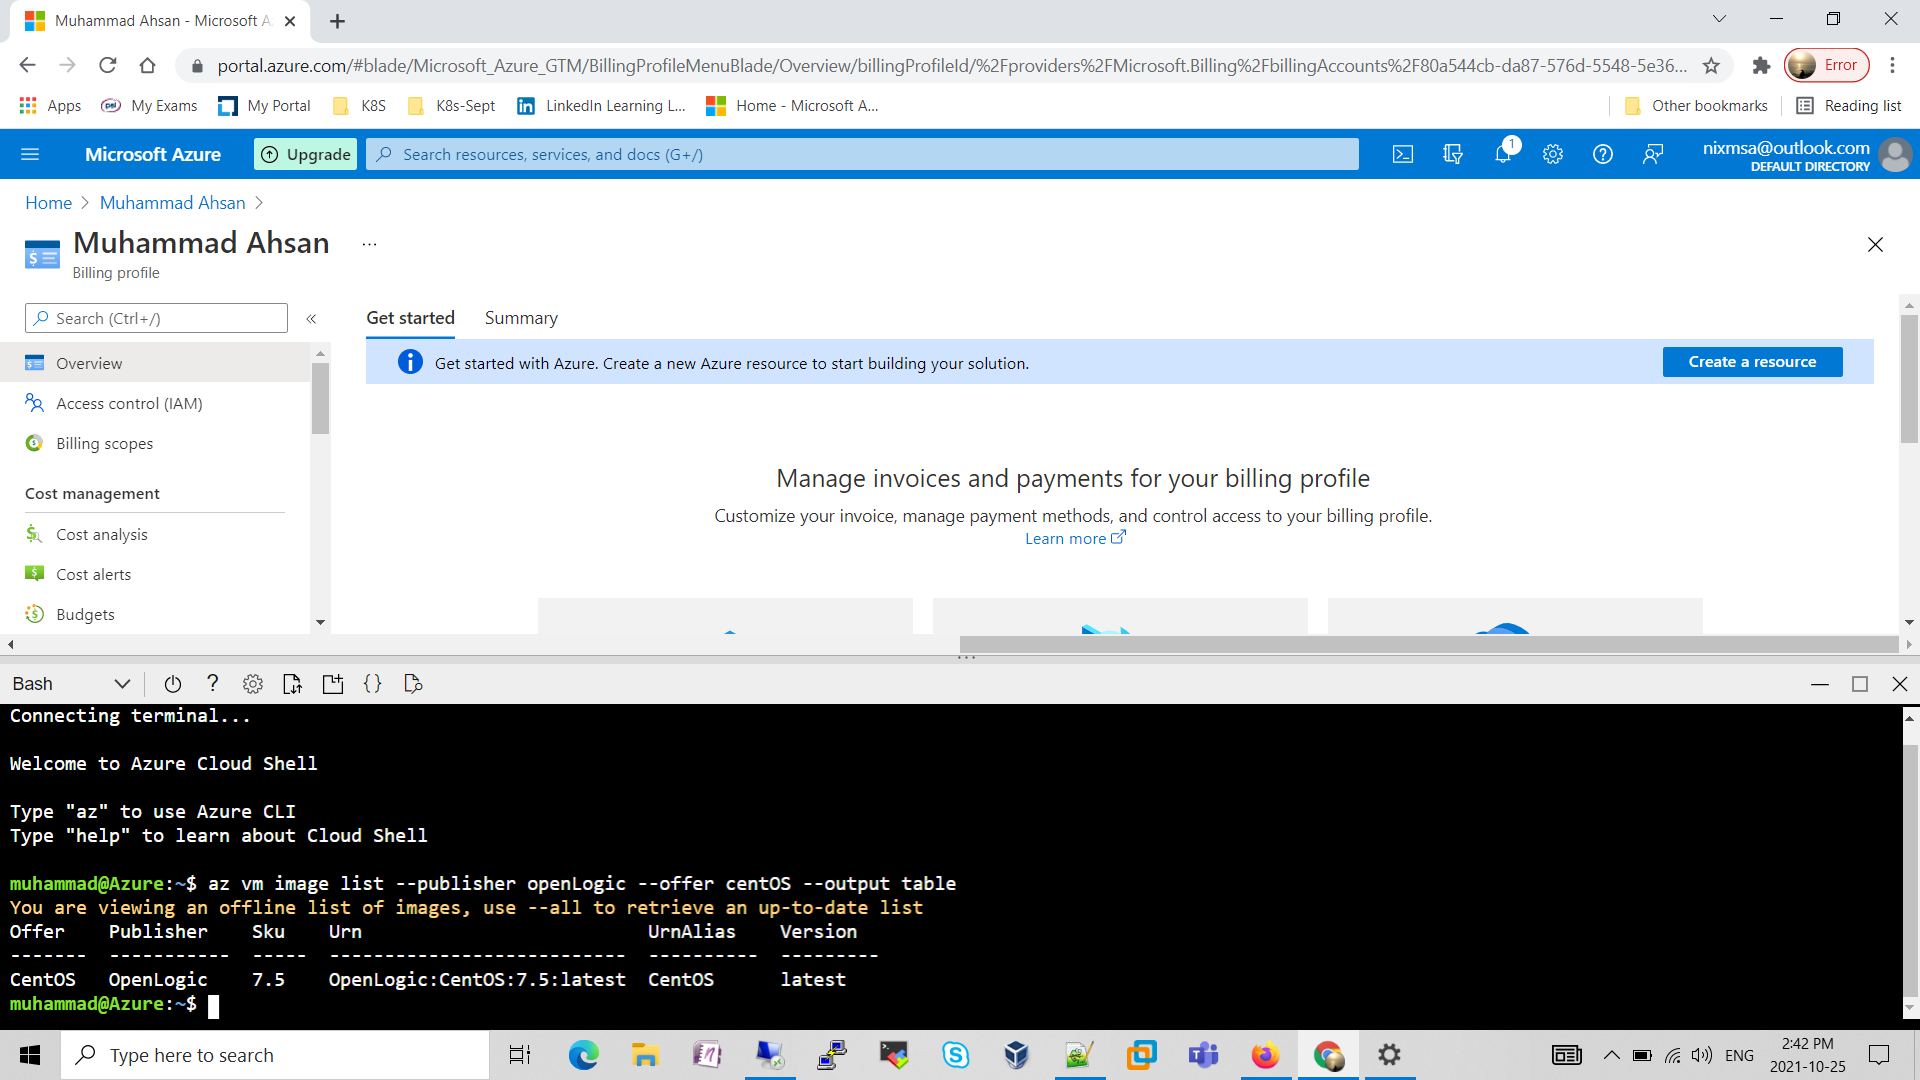 Muhammad Ahsan - Microsoft A
portal.azure.com/#blade/Microsoft_Azure_GTM/BillingProfileMenuBlade/Overview/billingProfileId/%2Fproviders%2FMicrosoft.Billing%2FbillingAccounts%2F80a544cb-da87-576d-5548-5e36...
Error
Apps
psi
My Exams
My Portal
K8S
K8s-Sept
LinkedIn Learning L...
Home - Microsoft A...
Other bookmarks
Reading list
Microsoft Azure
Upgrade
Search resources, services, and docs (G+/)
1
nixmsa@outlook.com
DEFAULT DIRECTORY
Home > Muhammad Ahsan >
Muhammad Ahsan ...
Billing profile
Search (Ctrl+/)
«
Overview
Access control (IAM)
Billing scopes
Cost management
Cost analysis
Cost alerts
Budgets
Get started
Summary
Get started with Azure. Create a new Azure resource to start building your solution.
Create a resource
Manage invoices and payments for your billing profile
Customize your invoice, manage payment methods, and control access to your billing profile.
Learn more
Bash
? {}
Connecting terminal...
Welcome to Azure Cloud Shell
Type "az" to use Azure CLI
Type "help" to learn about Cloud Shell
muhammad@Azure:~$ az vm image list --publisher openLogic --offer centOS --output table
You are viewing an offline list of images, use --all to retrieve an up-to-date list
Offer Publisher Sku Urn UrnAlias Version
------- ----------- ----- --------------------------- ---------- ---------
CentOS OpenLogic 7.5 OpenLogic:CentOS:7.5:latest CentOS latest
muhammad@Azure:~$
Type here to search
ENG
2:42 PM
2021-10-25